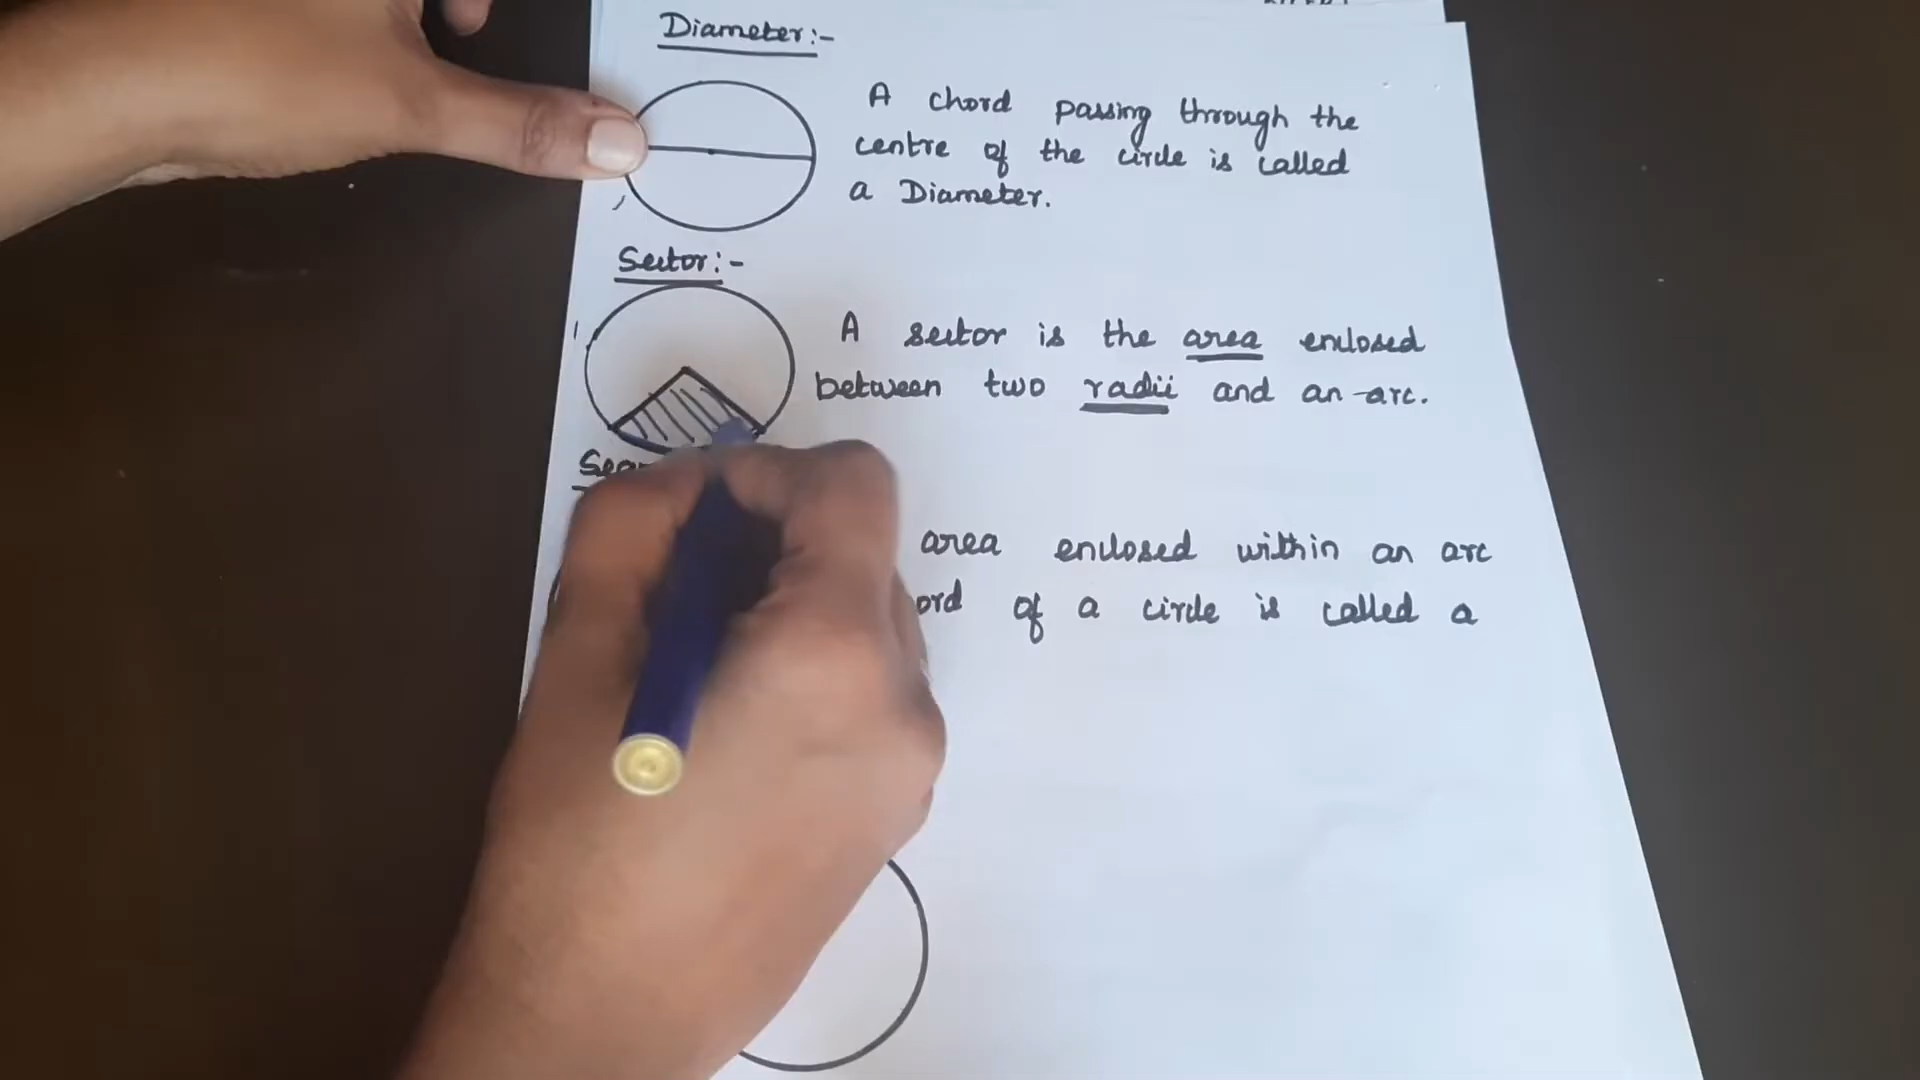 Diameter:-
A chord passing through the
centre of the circle is called
a Diameter.
Sector:-
A sector is the area enclosed
between two radii and an arc.
area enclosed within an arc
of a circle is called a